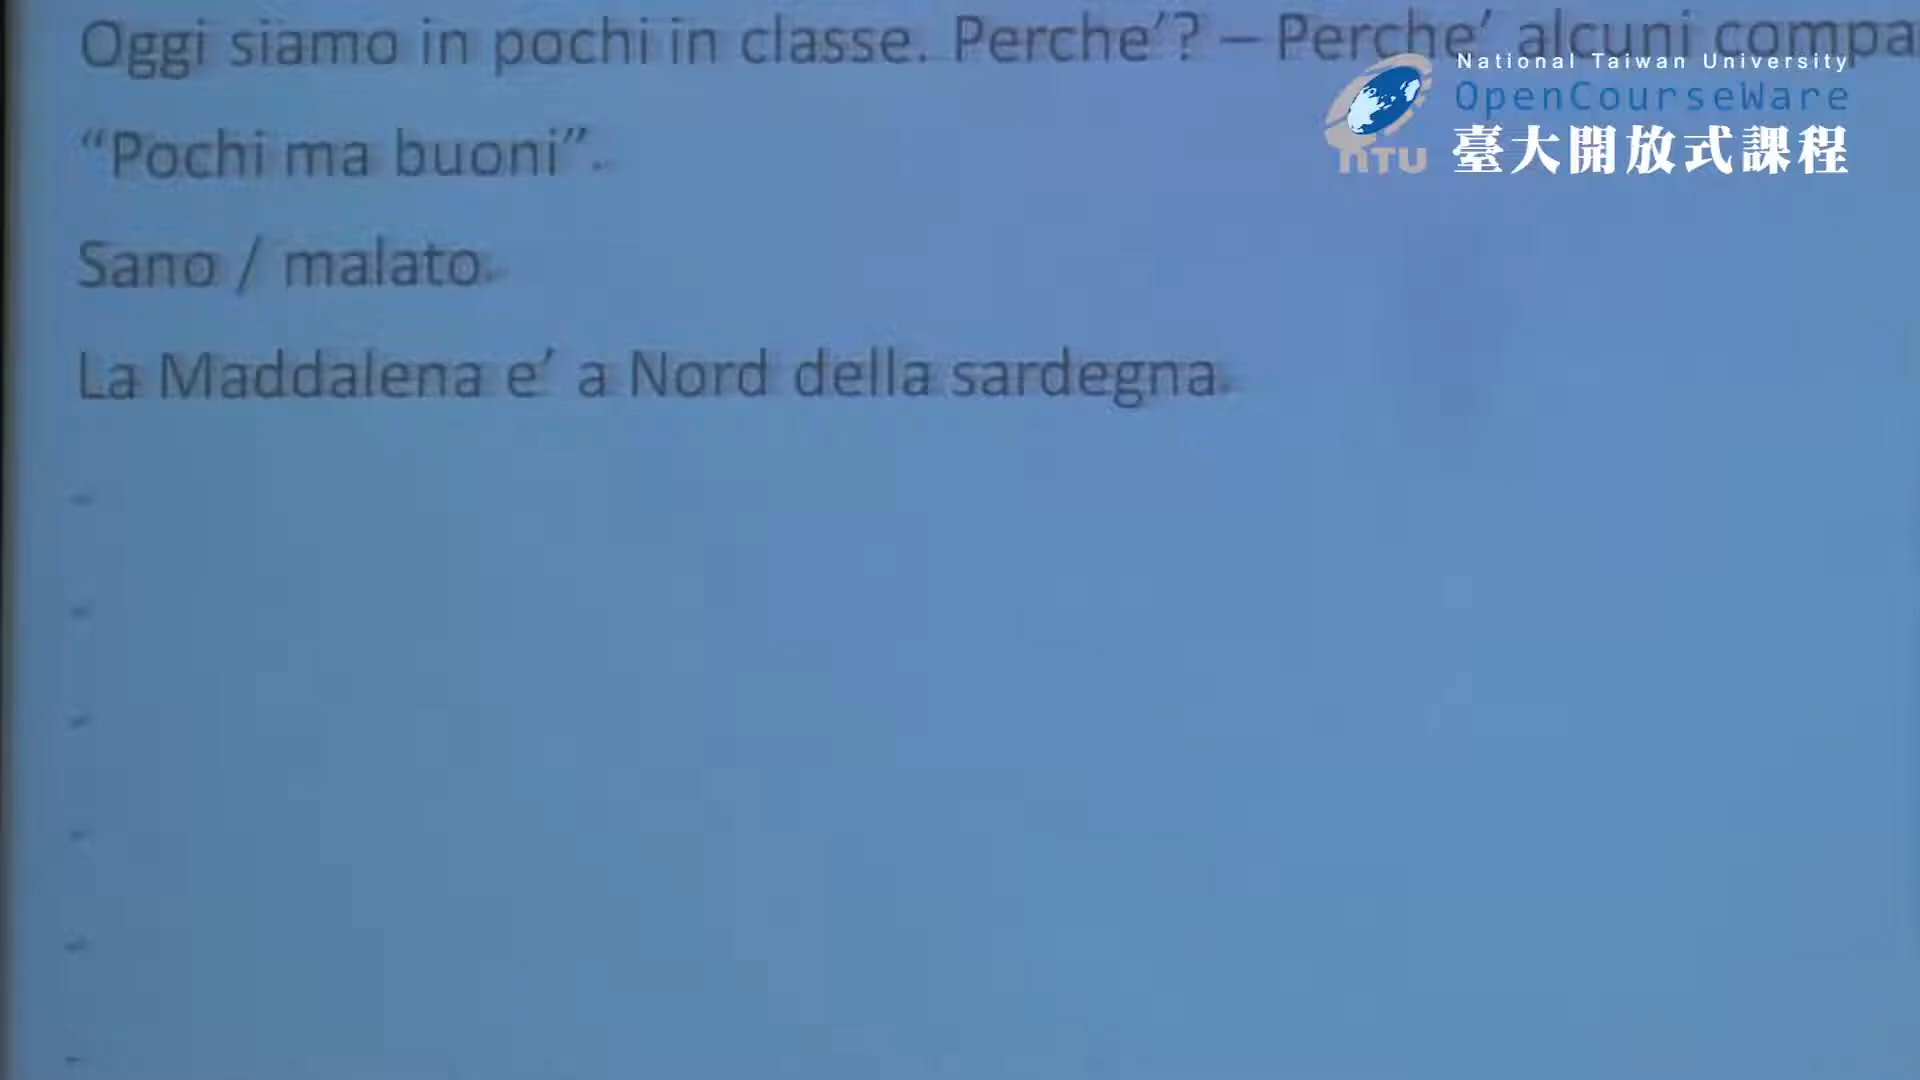 Oggi siamo in pochi in classe. Perche’? – Perche’ alcuni
“Pochi ma buoni”.
Sano / malato
La Maddalena e’ a Nord della sardegna.
National Taiwan University
OpenCourseWare
NTU 臺大開放式課程